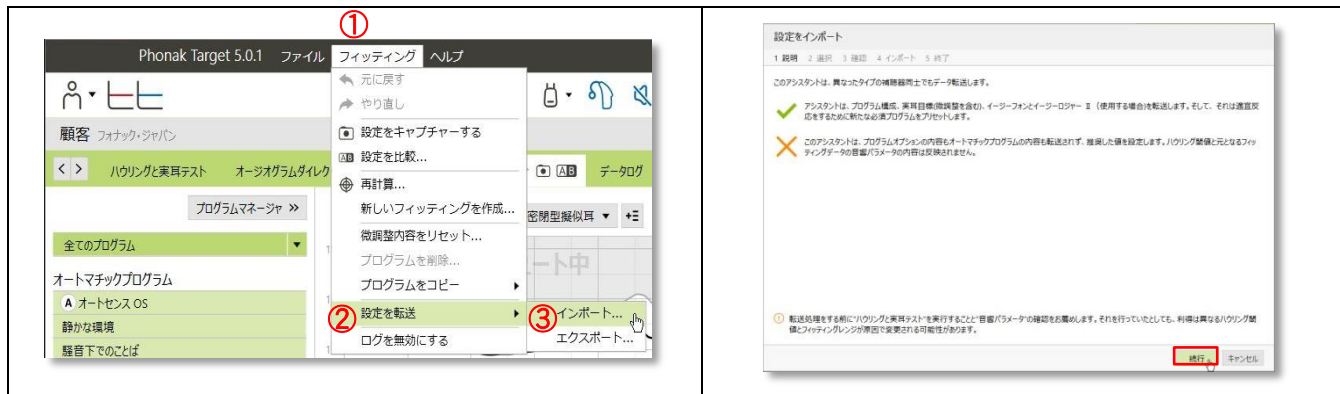 ①
Phonak Target 5.0.1 ファイル フィッティング ヘルプ
元に戻す
やり直し
顧客 フォナック・ジャパン
設定をキャプチャーする
AB 設定を比較...
< > ハウリングと実耳テスト オージオグラムダイレク
AB データログ
再計算...
プログラムマネージャ >>
新しいフィッティングを作成...
密閉型擬似耳
微調整内容をリセット...
全てのプログラム
プログラムを削除...
ート中
オートマチックプログラム
プログラムをコピー
A オートセンス OS
② 設定を転送
③ インポート...
静かな環境
ログを無効にする
エクスポート...
騒音下でのことば
設定をインポート
1 説明 2 選択 3 確認 4 インポート 5 終了
このアシスタントは、異なったタイプの補聴器同士でもデータ転送します。
アシスタントは、プログラム構成、実耳目標(微調整を含む)、イージーフォンとイージーロジャー Ⅱ (使用する場合)を転送します。そして、それは適宜反
応をするために新たな必須プログラムをプリセットします。
このアシスタントは、プログラムオプションの内容もオートマチックプログラムの内容も転送されず、推奨した値を設定します。ハウリング閾値と元となるフィッ
ティングデータの音響パラメータの内容は反映されません。
転送処理をする前に"ハウリングと実耳テスト"を実行することと"音響パラメータ"の確認をお薦めします。それを行っていたとしても、利得は異なるハウリング閾
値とフィッティングレンジが原因で変更される可能性があります。
続行 キャンセル